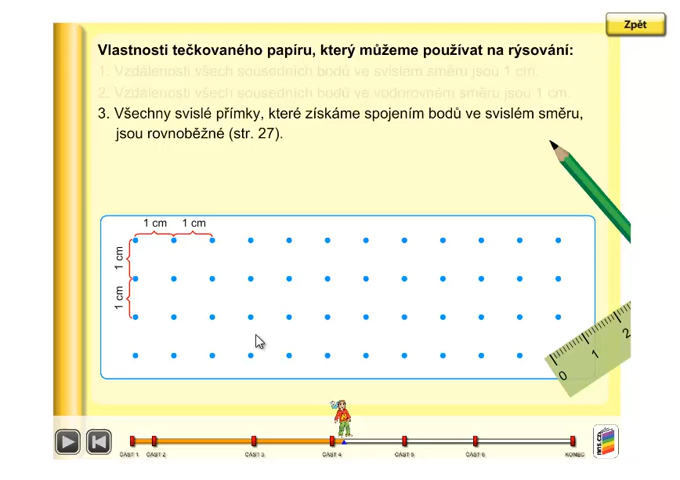 Zpět
Vlastnosti tečkovaného papíru, který můžeme používat na rýsování:
1. Vzdálenosti všech sousedních bodů ve svislém směru jsou 1 cm.
2. Vzdálenosti všech sousedních bodů ve vodorovném směru jsou 1 cm.
3. Všechny svislé přímky, které získáme spojením bodů ve svislém směru,
jsou rovnoběžné (str. 27).
1 cm 1 cm
1 cm
1 cm
0 1 2
ČÁST 1 ČÁST 2 ČÁST 3 ČÁST 4 ČÁST 5 ČÁST 6 KONEC